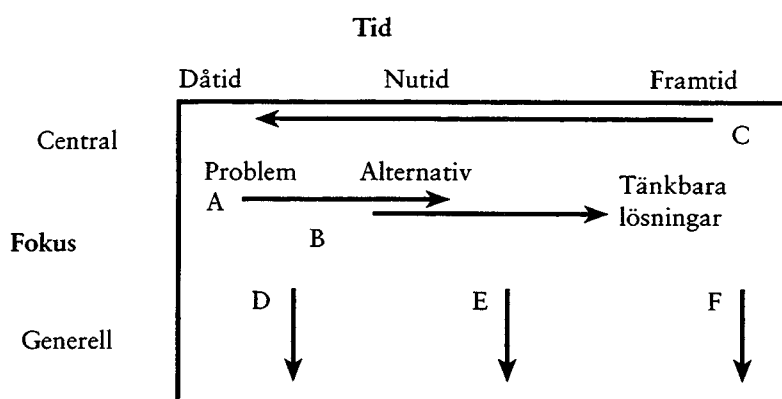 Tid
Dåtid Nutid Framtid
Central
C
Problem Alternativ
Tänkbara
A
lösningar
B
Fokus
D E F
Generell